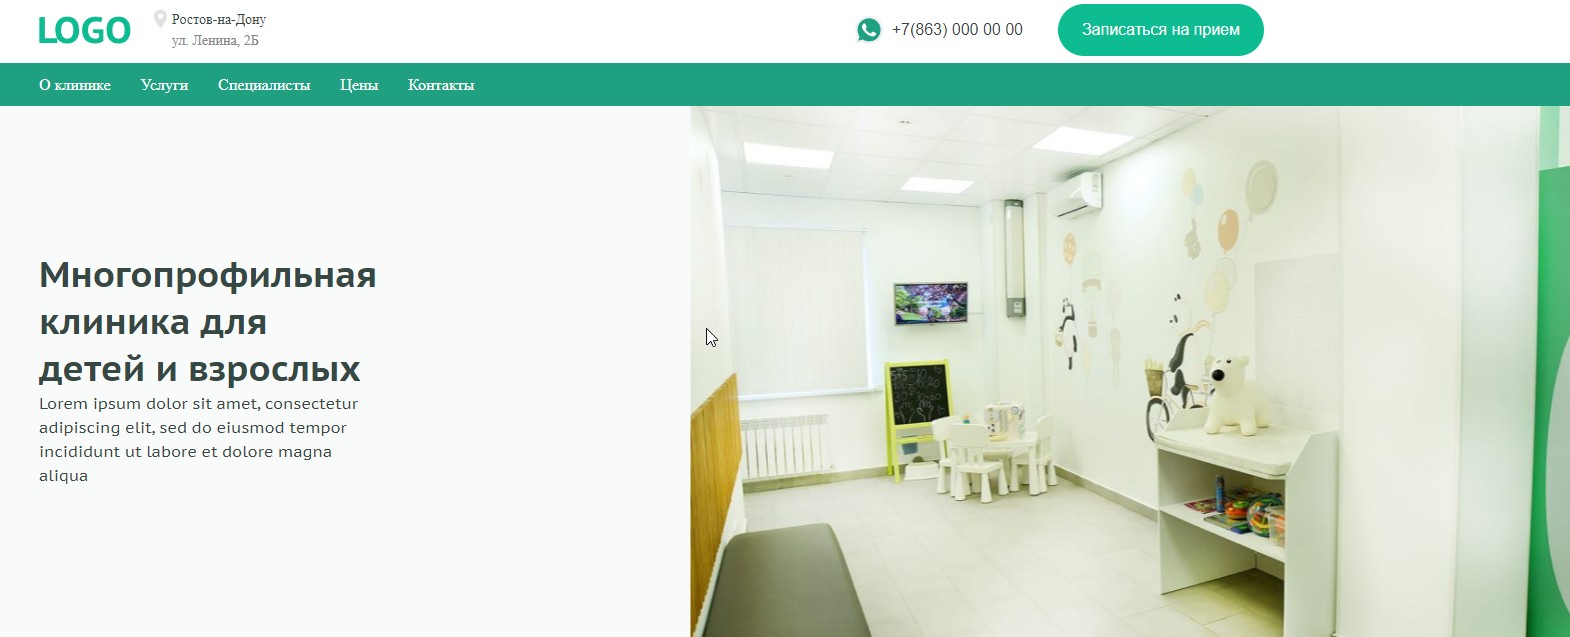 LOGO
Ростов-на-Дону
ул. Ленина, 2Б
+7(863) 000 00 00
Записаться на прием
О клинике Услуги Специалисты Цены Контакты
Многопрофильная
клиника для
детей и взрослых
Lorem ipsum dolor sit amet, consectetur
adipiscing elit, sed do eiusmod tempor
incididunt ut labore et dolore magna
aliqua